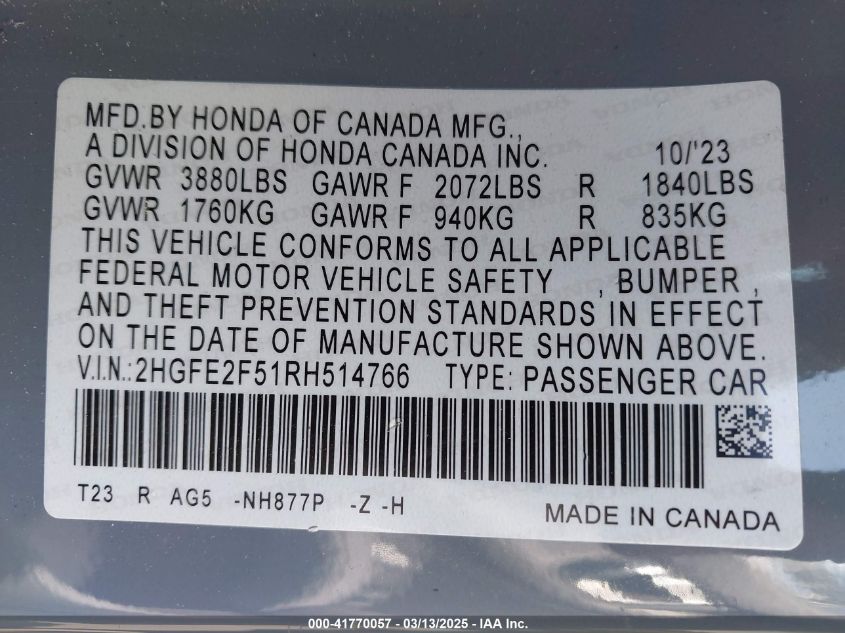 MFD.BY HONDA OF CANADA MFG.,
A DIVISION OF HONDA CANADA INC. 10/'23
GVWR 3880LBS GAWR F 2072LBS R 1840LBS
GVWR 1760KG GAWR F 940KG R 835KG
THIS VEHICLE CONFORMS TO ALL APPLICABLE
FEDERAL MOTOR VEHICLE SAFETY , BUMPER ,
AND THEFT PREVENTION STANDARDS IN EFFECT
ON THE DATE OF MANUFACTURE SHOWN ABOVE.
V.I.N.:2HGFE2F51RH514766 TYPE: PASSENGER CAR
T23 R AG5 -NH877P -Z -H
MADE IN CANADA
000-41770057 - 03/13/2025 - IAA Inc.